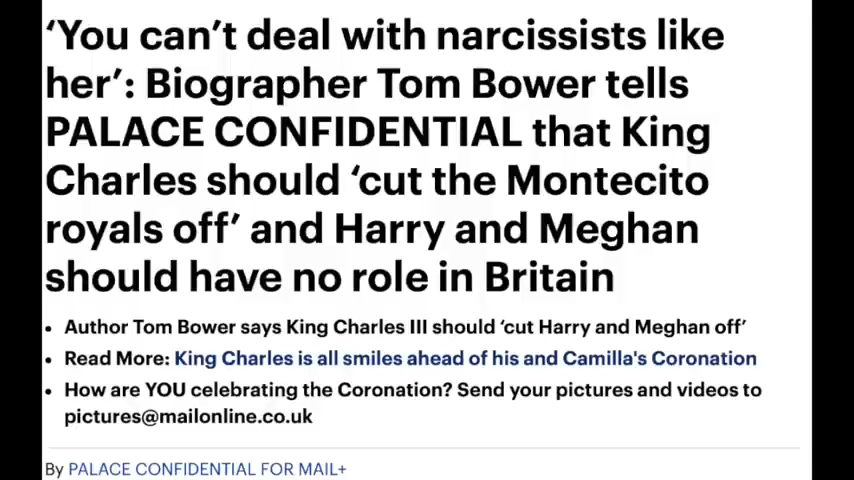 ‘You can’t deal with narcissists like
her’: Biographer Tom Bower tells
PALACE CONFIDENTIAL that King
Charles should ‘cut the Montecito
royals off’ and Harry and Meghan
should have no role in Britain
• Author Tom Bower says King Charles III should ‘cut Harry and Meghan off’
• Read More: King Charles is all smiles ahead of his and Camilla's Coronation
• How are YOU celebrating the Coronation? Send your pictures and videos to
pictures@mailonline.co.uk
By PALACE CONFIDENTIAL FOR MAIL+